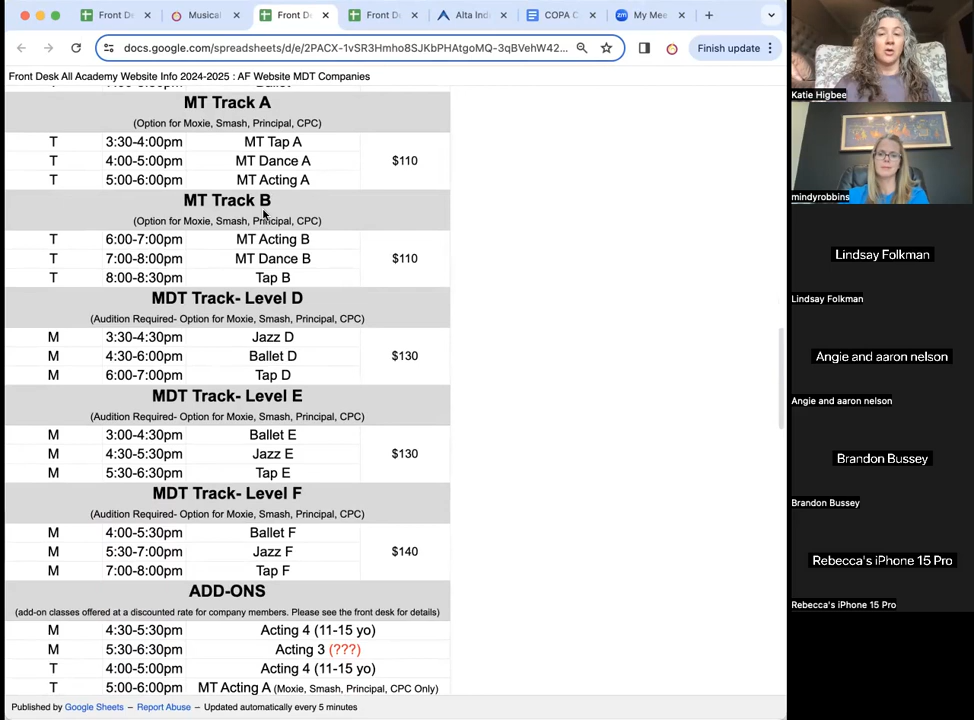 Front De
Musical
Front De
Front De
Alta Ind
COPA C
zm My Mee
docs.google.com/spreadsheets/d/e/2PACX-1vSR3Hmho8SJKbPHAtgoMQ-3qBVehW42...
Finish update
Front Desk All Academy Website Info 2024-2025 : AF Website MDT Companies
MT Track A
(Option for Moxie, Smash, Principal, CPC)
T 3:30-4:00pm MT Tap A
T 4:00-5:00pm MT Dance A $110
T 5:00-6:00pm MT Acting A
MT Track B
(Option for Moxie, Smash, Principal, CPC)
T 6:00-7:00pm MT Acting B
T 7:00-8:00pm MT Dance B $110
T 8:00-8:30pm Tap B
MDT Track- Level D
(Audition Required- Option for Moxie, Smash, Principal, CPC)
M 3:30-4:30pm Jazz D
M 4:30-6:00pm Ballet D $130
M 6:00-7:00pm Tap D
MDT Track- Level E
(Audition Required- Option for Moxie, Smash, Principal, CPC)
M 3:00-4:30pm Ballet E
M 4:30-5:30pm Jazz E $130
M 5:30-6:30pm Tap E
MDT Track- Level F
(Audition Required- Option for Moxie, Smash, Principal, CPC)
M 4:00-5:30pm Ballet F
M 5:30-7:00pm Jazz F $140
M 7:00-8:00pm Tap F
ADD-ONS
(add-on classes offered at a discounted rate for company members. Please see the front desk for details)
M 4:30-5:30pm Acting 4 (11-15 yo)
M 5:30-6:30pm Acting 3 (???)
T 4:00-5:00pm Acting 4 (11-15 yo)
T 5:00-6:00pm MT Acting A (Moxie, Smash, Principal, CPC Only)
Published by Google Sheets – Report Abuse – Updated automatically every 5 minutes
Katie Higbee
mindyrobbins
Lindsay Folkman
Lindsay Folkman
Angie and aaron nelson
Angie and aaron nelson
Brandon Bussey
Brandon Bussey
Rebecca's iPhone 15 Pro
Rebecca's iPhone 15 Pro